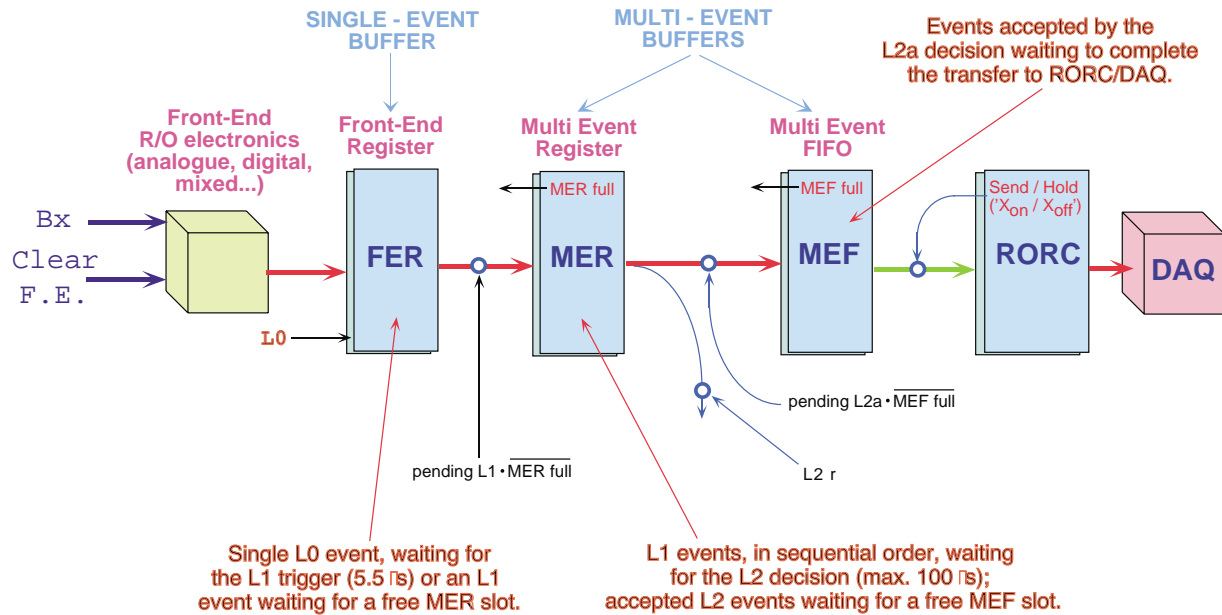 SINGLE - EVENT
BUFFER
MULTI - EVENT
BUFFERS
Events accepted by the
L2a decision waiting to complete
the transfer to RORC/DAQ.
Front-End
R/O electronics
(analogue, digital,
mixed...)
Front-End
Register
Multi Event
Register
Multi Event
FIFO
MER full
MEF full
Send / Hold
('Xon / Xoff')
Bx
Clear
F.E.
FER
MER
MEF
RORC
DAQ
L0
pending L1 • MER full
pending L2a • MEF full
L2 r
Single L0 event, waiting for
the L1 trigger (5.5 s) or an L1
event waiting for a free MER slot.
L1 events, in sequential order, waiting
for the L2 decision (max. 100 s);
accepted L2 events waiting for a free MEF slot.